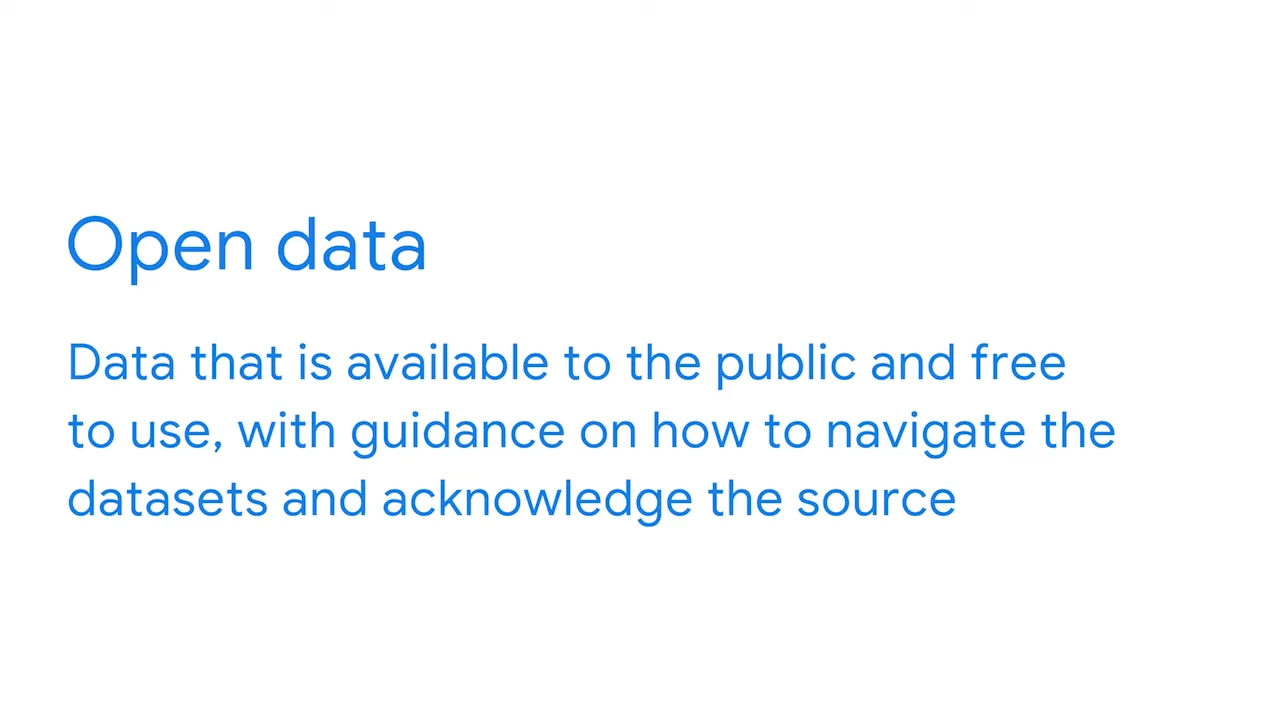 Open data
Data that is available to the public and free
to use, with guidance on how to navigate the
datasets and acknowledge the source